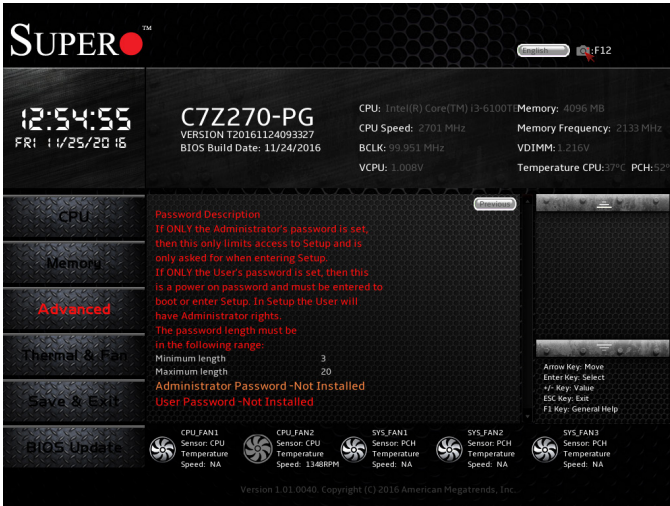 SUPER TM
English :F12
12:54:55
FRI 11/25/2016
C7Z270-PG
VERSION T20161124093327
BIOS Build Date: 11/24/2016
CPU: Intel(R) Core(TM) i3-6100TE
CPU Speed: 2701 MHz
BCLK: 99.951 MHz
VCPU: 1.008V
Memory: 4096 MB
Memory Frequency: 2133 MHz
VDIMM: 1.216V
Temperature CPU:37°C PCH:52°
CPU
Memory
Advanced
Thermal & Fan
Save & Exit
BIOS Update
Previous
Password Description
If ONLY the Administrator's password is set,
then this only limits access to Setup and is
only asked for when entering Setup.
If ONLY the User's password is set, then this
is a power on password and must be entered to
boot or enter Setup. In Setup the User will
have Administrator rights.
The password length must be
in the following range:
Minimum length 3
Maximum length 20
Administrator Password -Not Installed
User Password -Not Installed
Arrow Key: Move
Enter Key: Select
+/- Key: Value
ESC Key: Exit
F1 Key: General Help
CPU_FAN1
Sensor: CPU
Temperature
Speed: NA
CPU_FAN2
Sensor: CPU
Temperature
Speed: 1348RPM
SYS_FAN1
Sensor: PCH
Temperature
Speed: NA
SYS_FAN2
Sensor: PCH
Temperature
Speed: NA
SYS_FAN3
Sensor: PCH
Temperature
Speed: NA
Version 1.01.0040. Copyright (C) 2016 American Megatrends, Inc.